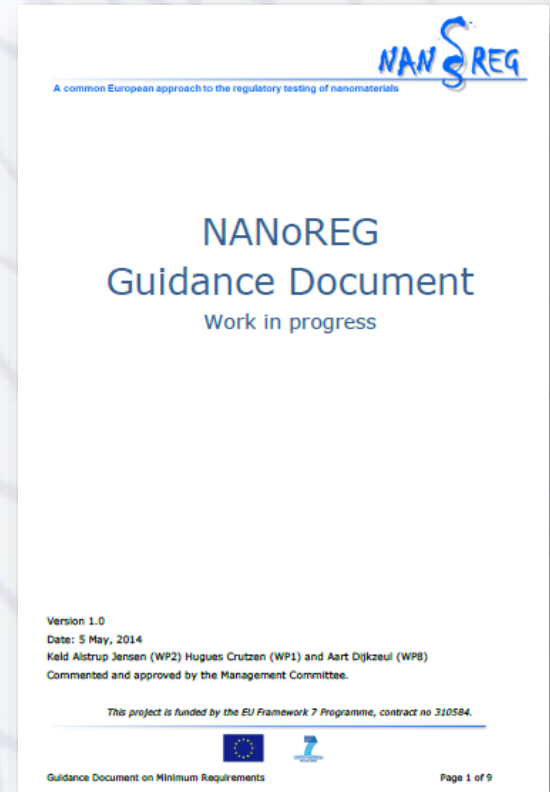 NANoREG
A common European approach to the regulatory testing of nanomaterials
NANoREG
Guidance Document
Work in progress
Version 1.0
Date: 5 May, 2014
Keld Alstrup Jensen (WP2) Hugues Crutzen (WP1) and Aart Dijkzeul (WP8)
Commented and approved by the Management Committee.
This project is funded by the EU Framework 7 Programme, contract no 310584.
Guidance Document on Minimum Requirements Page 1 of 9